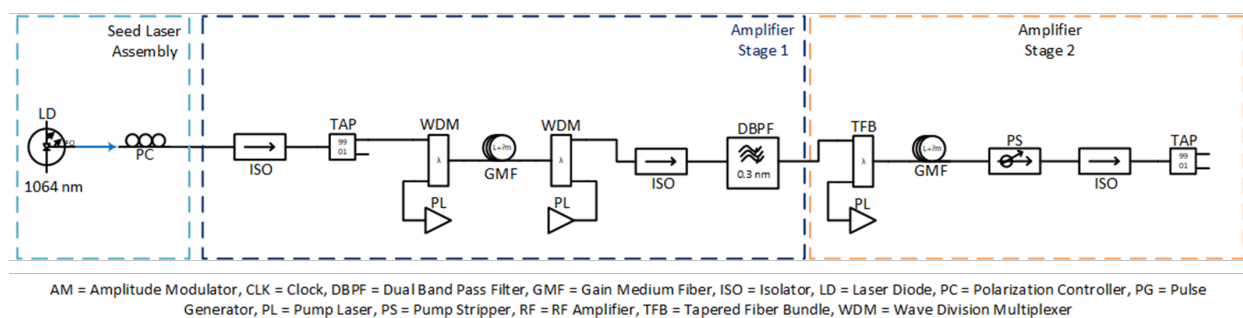 Seed Laser
Assembly
Amplifier
Stage 1
Amplifier
Stage 2
LD
1064 nm
PC
ISO
TAP
99
01
WDM
λ
PL
L=?m
GMF
WDM
λ
PL
ISO
DBPF
0.3 nm
TFB
λ
PL
L=?m
GMF
PS
ISO
TAP
99
01
AM = Amplitude Modulator, CLK = Clock, DBPF = Dual Band Pass Filter, GMF = Gain Medium Fiber, ISO = Isolator, LD = Laser Diode, PC = Polarization Controller, PG = Pulse
Generator, PL = Pump Laser, PS = Pump Stripper, RF = RF Amplifier, TFB = Tapered Fiber Bundle, WDM = Wave Division Multiplexer